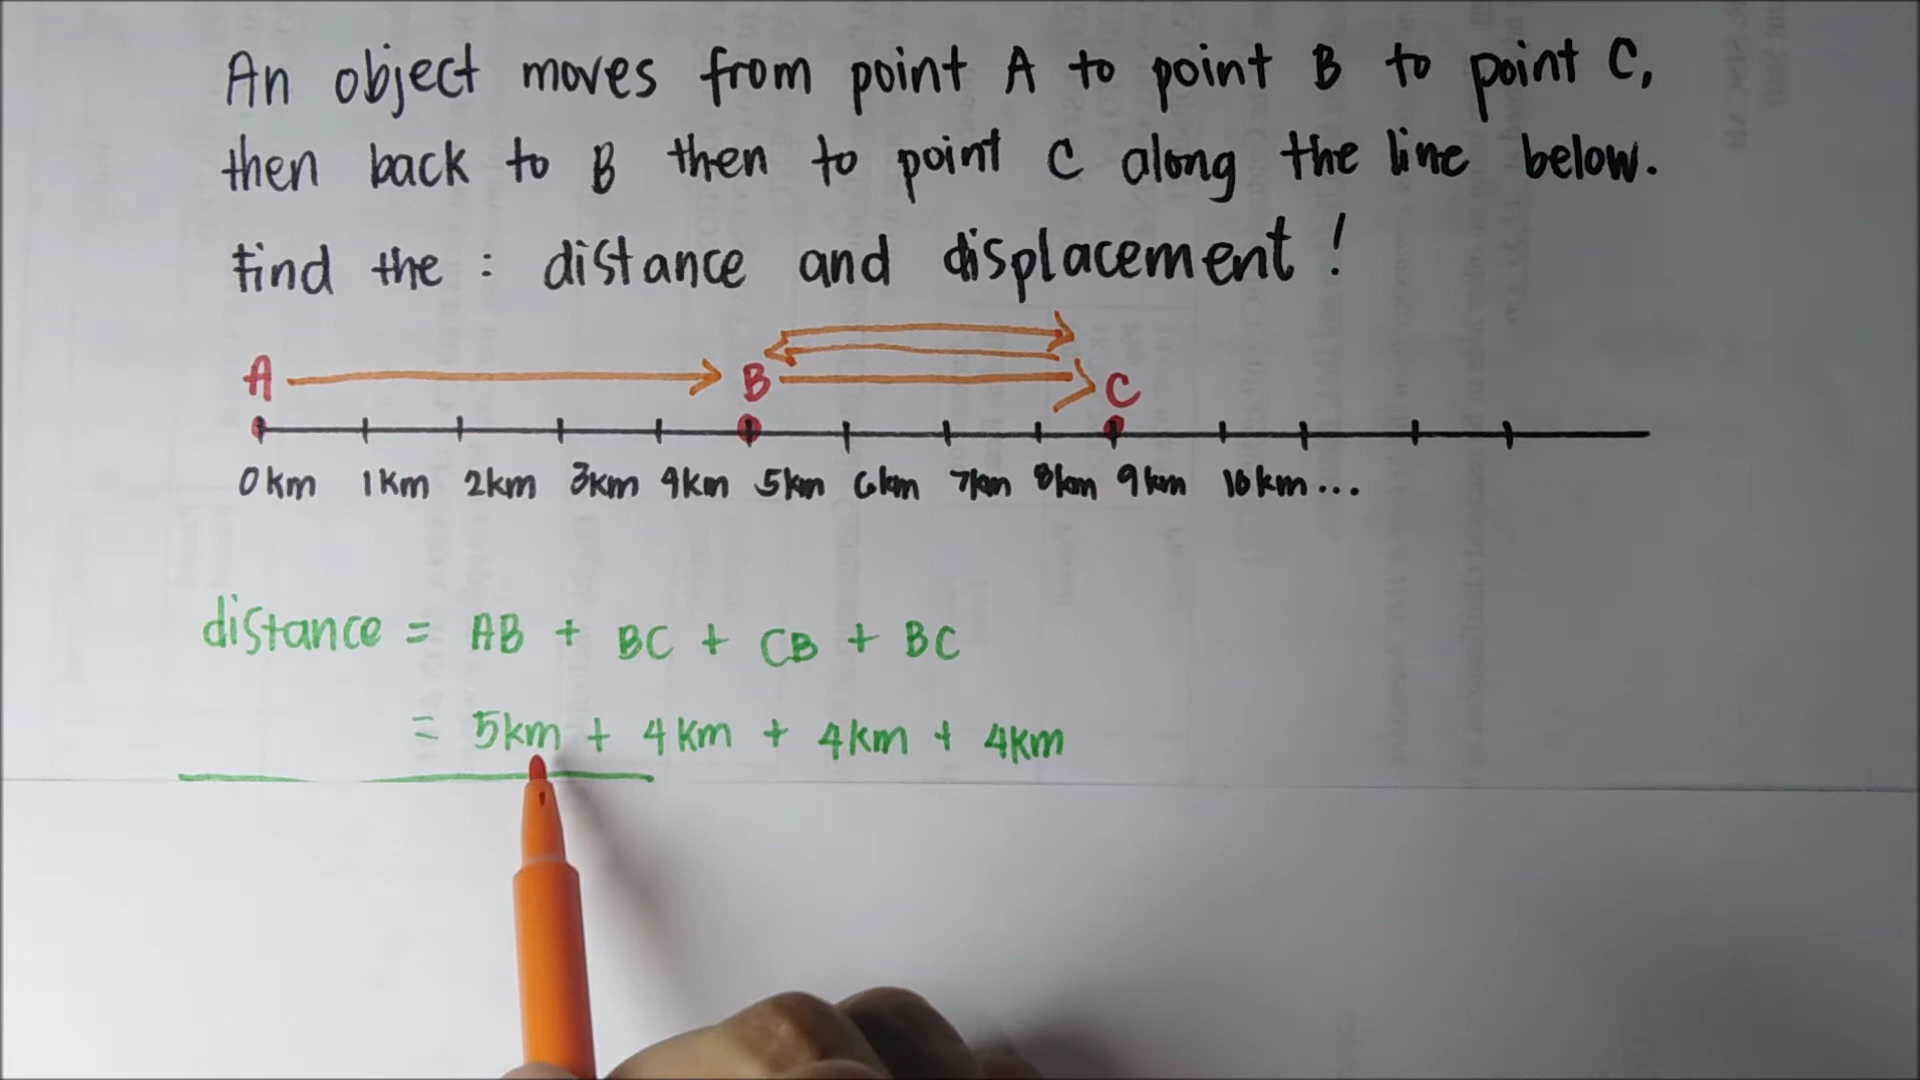 An object moves from point A to point B to point C,
then back to B then to point C along the line below.
find the : distance and displacement !
A B C
0km 1km 2km 3km 4km 5km 6km 7km 8km 9km 10km...
distance = AB + BC + CB + BC
= 5km + 4km + 4km + 4km